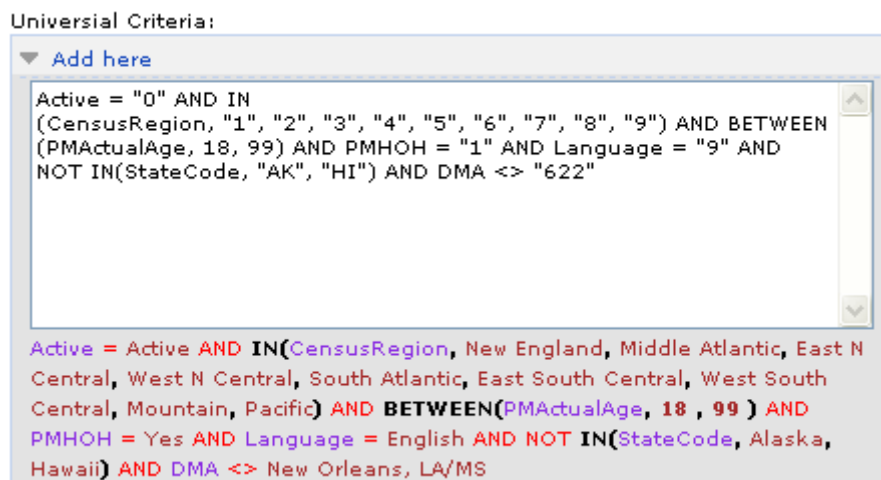 Universial Criteria:
Add here
Active = "0" AND IN
(CensusRegion, "1", "2", "3", "4", "5", "6", "7", "8", "9") AND BETWEEN
(PMActualAge, 18, 99) AND PMHOH = "1" AND Language = "9" AND
NOT IN(StateCode, "AK", "HI") AND DMA <> "622"
Active = Active AND IN(CensusRegion, New England, Middle Atlantic, East N
Central, West N Central, South Atlantic, East South Central, West South
Central, Mountain, Pacific) AND BETWEEN(PMActualAge, 18 , 99 ) AND
PMHOH = Yes AND Language = English AND NOT IN(StateCode, Alaska,
Hawaii) AND DMA <> New Orleans, LA/MS